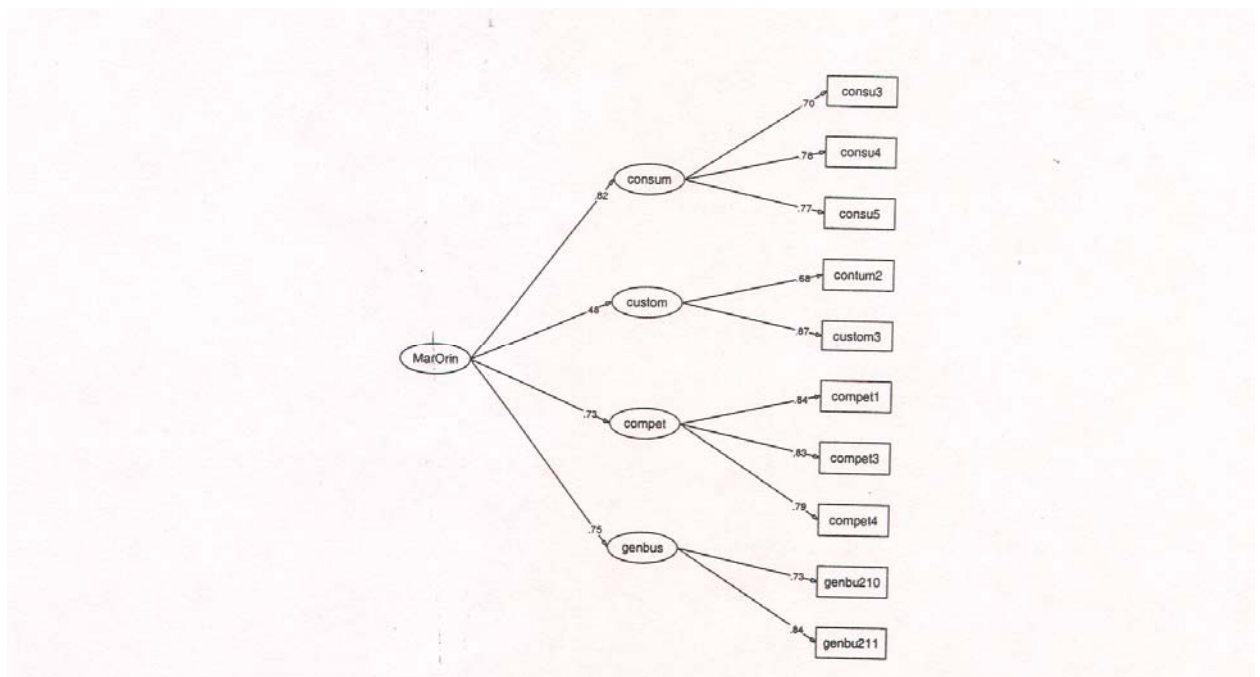 consu3
.70
consu4
.76
consum
.82
.77
consu5
contum2
.68
custom
.48
.87
custom3
MarOrin
compet1
.84
.73
compet
.83
compet3
.79
compet4
.75
genbus
.73
genbu210
.84
genbu211